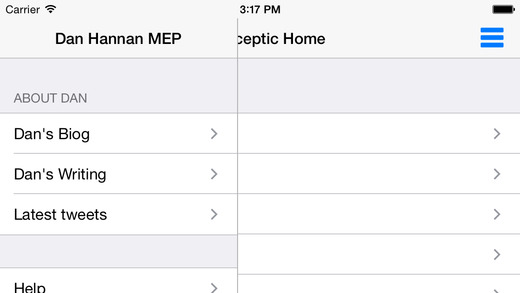 Carrier 3:17 PM
Dan Hannan MEP
ceptic Home
ABOUT DAN
Dan's Biog
Dan's Writing
Latest tweets
Help